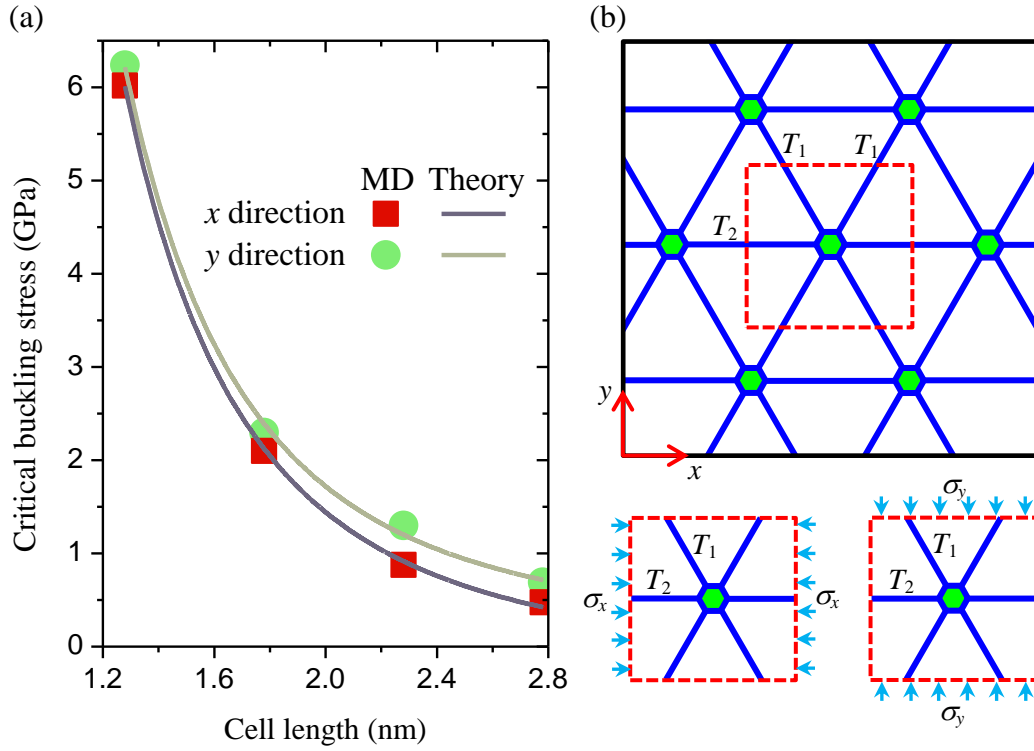 (a)
Critical buckling stress (GPa)
6
5
4
3
2
1
0
1.2 1.6 2.0 2.4 2.8
Cell length (nm)
MD Theory
x direction
y direction
(b)
T1 T1
T2
y
x
T1
T2
σx σx
σy
T1
T2
σy